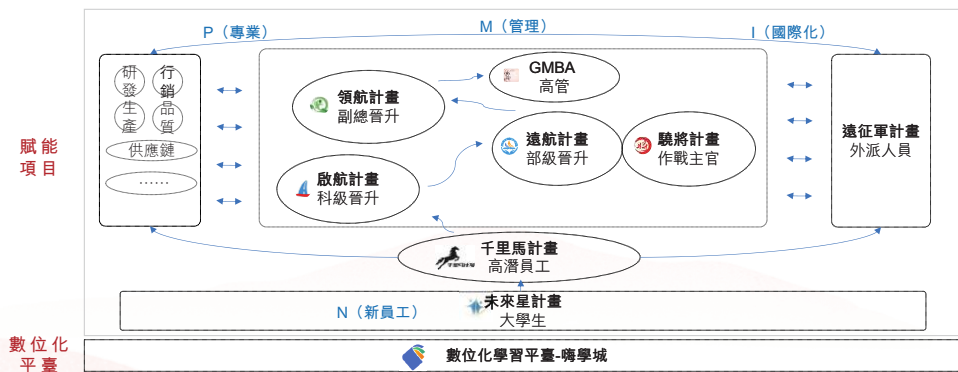 P（專業）
M（管理）
I（國際化）
研發
行銷
生產
品質
供應鏈
......
領航計畫
副總晉升
GMBA
高管
遠航計畫
部級晉升
驍將計畫
作戰主官
啟航計畫
科級晉升
遠征軍計畫
外派人員
賦能
項目
千里馬計畫
高潛員工
N（新員工）
未來星計畫
大學生
數位化
平臺
數位化學習平臺-嗨學城